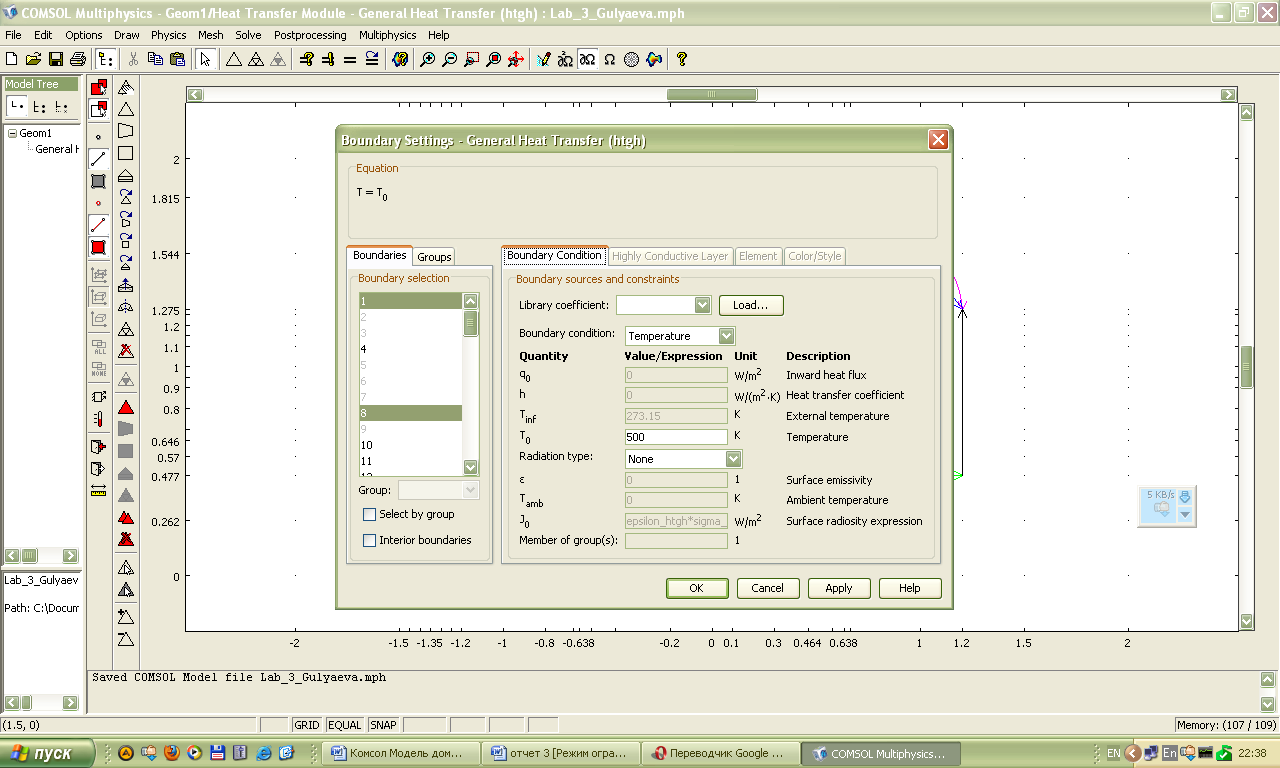 COMSOL Multiphysics - Geom1/Heat Transfer Module - General Heat Transfer (htgh) : Lab_3_Gulyaeva.mph
File Edit Options Draw Physics Mesh Solve Postprocessing Multiphysics Help
Model Tree
Geom1
General H
Boundary Settings - General Heat Transfer (htgh)
Equation
T = T0
Boundaries Groups
Boundary selection
1
2
3
4
5
6
7
8
9
10
11
Group:
Select by group
Interior boundaries
Boundary Condition Highly Conductive Layer Element Color/Style
Boundary sources and constraints
Library coefficient: Load...
Boundary condition: Temperature
Quantity Value/Expression Unit Description
q0 0 W/m² Inward heat flux
h 0 W/(m²·K) Heat transfer coefficient
Tinf 273.15 K External temperature
T0 500 K Temperature
Radiation type: None
ε 0 1 Surface emissivity
Tamb 0 K Ambient temperature
J0 epsilon_htgh*sigma_ W/m² Surface radiosity expression
Member of group(s): 1
OK Cancel Apply Help
2
1.815
1.544
1.275
1.2
1.1
1
0.9
0.8
0.646
0.57
0.477
0.262
0
-2 -1.5 -1.35 -1.2 -1 -0.8 -0.638 -0.2 0 0.1 0.3 0.464 0.638 1 1.2 1.5 2
5 KB/s
Lab_3_Gulyaev
Path: C:\Docum
Saved COMSOL Model file Lab_3_Gulyaeva.mph
(1.5, 0) GRID EQUAL SNAP Memory: (107 / 109)
пуск Комсол Модель дом... отчет 3 [Режим огра... Переводчик Google ... COMSOL Multiphysics... EN En 22:38